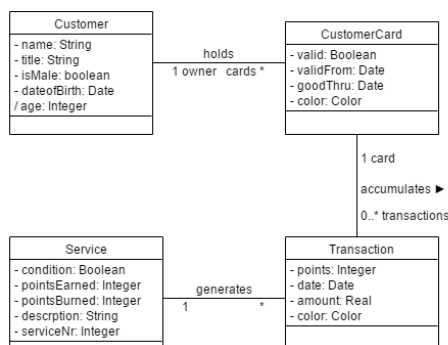 Customer
- name: String
- title: String
- isMale: boolean
- dateofBirth: Date
/ age: Integer
holds
1 owner cards *
CustomerCard
- valid: Boolean
- validFrom: Date
- goodThru: Date
- color: Color
1 card
accumulates ►
0..* transactions
Service
- condition: Boolean
- pointsEarned: Integer
- pointsBurned: Integer
- descrption: String
- serviceNr: Integer
generates
1 *
Transaction
- points: Integer
- date: Date
- amount: Real
- color: Color